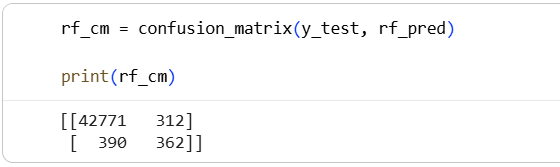 rf_cm = confusion_matrix(y_test, rf_pred)
print(rf_cm)
[[42771   312]
 [  390   362]]